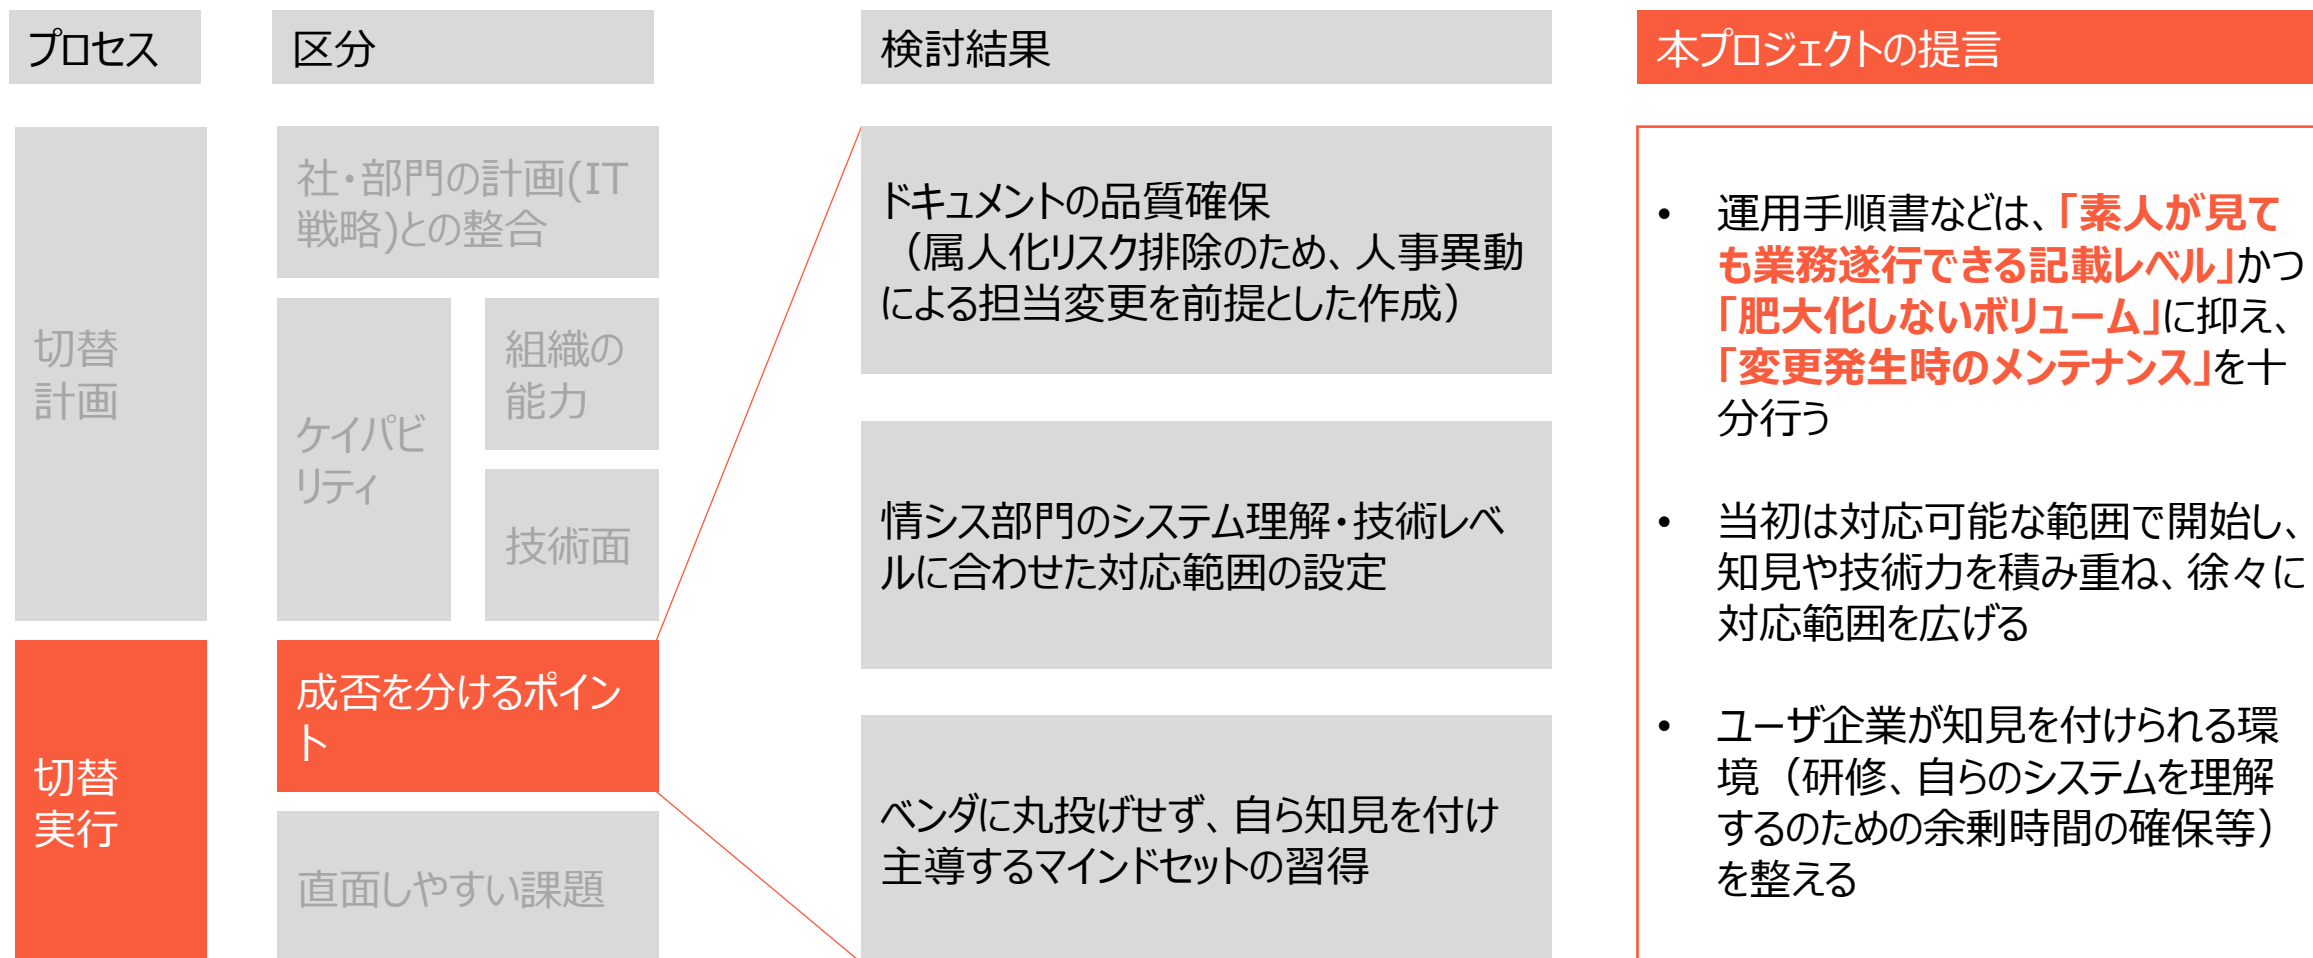 プロセス
区分
検討結果
本プロジェクトの提言
切替
計画
社・部門の計画(IT
戦略)との整合
ケイパビ
リティ
組織の
能力
技術面
切替
実行
成否を分けるポイン
ト
直面しやすい課題
ドキュメントの品質確保
（属人化リスク排除のため、人事異動
による担当変更を前提とした作成）
情シス部門のシステム理解・技術レベ
ルに合わせた対応範囲の設定
ベンダに丸投げせず、自ら知見を付け
主導するマインドセットの習得
• 運用手順書などは、「素人が見て
も業務遂行できる記載レベル」かつ
「肥大化しないボリューム」に抑え、
「変更発生時のメンテナンス」を十
分行う
• 当初は対応可能な範囲で開始し、
知見や技術力を積み重ね、徐々に
対応範囲を広げる
• ユーザ企業が知見を付けられる環
境（研修、自らのシステムを理解
するのための余剰時間の確保等）
を整える